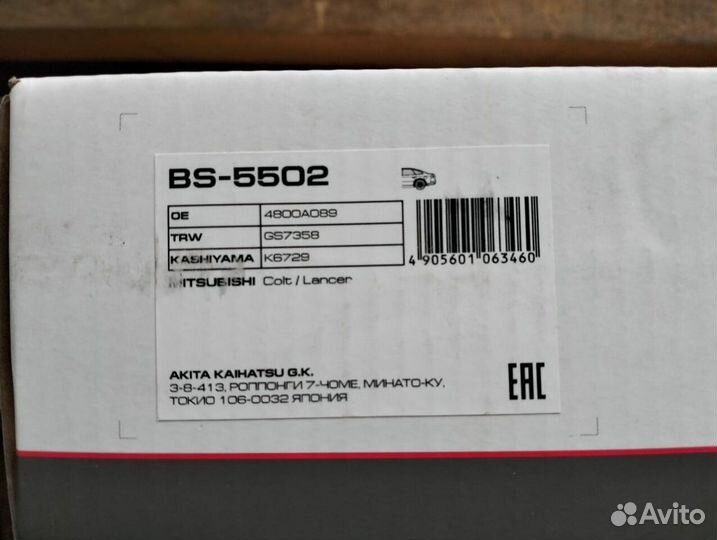 BS-5502
OE 4800A089
TRW GS7358
KASHIYAMA K6729
MITSUBISHI Colt / Lancer
4 905601 063460
AKITA KAIHATSU G.K.
3-8-413, РОППОНГИ 7-ЧОМЕ, МИНАТО-КУ,
ТОКИО 106-0032 ЯПОНИЯ
EAC
Avito